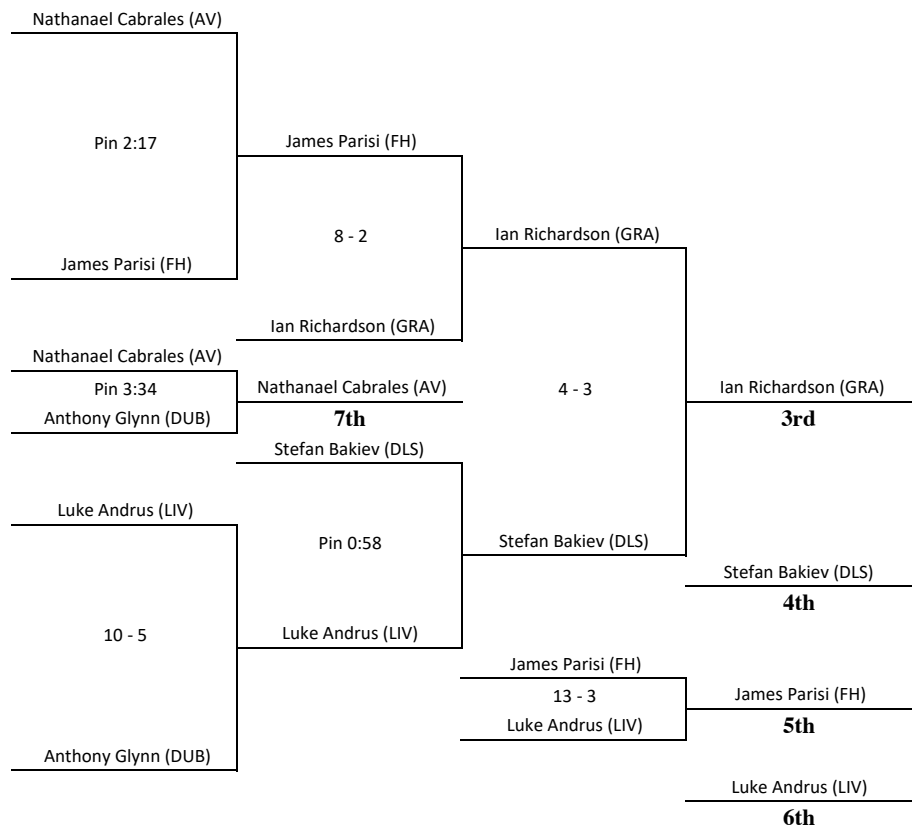 Nathanael Cabrales (AV)
Pin 2:17
James Parisi (FH)
8 - 2
Ian Richardson (GRA)
James Parisi (FH)
Ian Richardson (GRA)
Nathanael Cabrales (AV)
Pin 3:34
Nathanael Cabrales (AV)
4 - 3
Ian Richardson (GRA)
Anthony Glynn (DUB)
7th
3rd
Stefan Bakiev (DLS)
Luke Andrus (LIV)
Pin 0:58
Stefan Bakiev (DLS)
Stefan Bakiev (DLS)
4th
10 - 5
Luke Andrus (LIV)
James Parisi (FH)
13 - 3
James Parisi (FH)
Luke Andrus (LIV)
5th
Anthony Glynn (DUB)
Luke Andrus (LIV)
6th